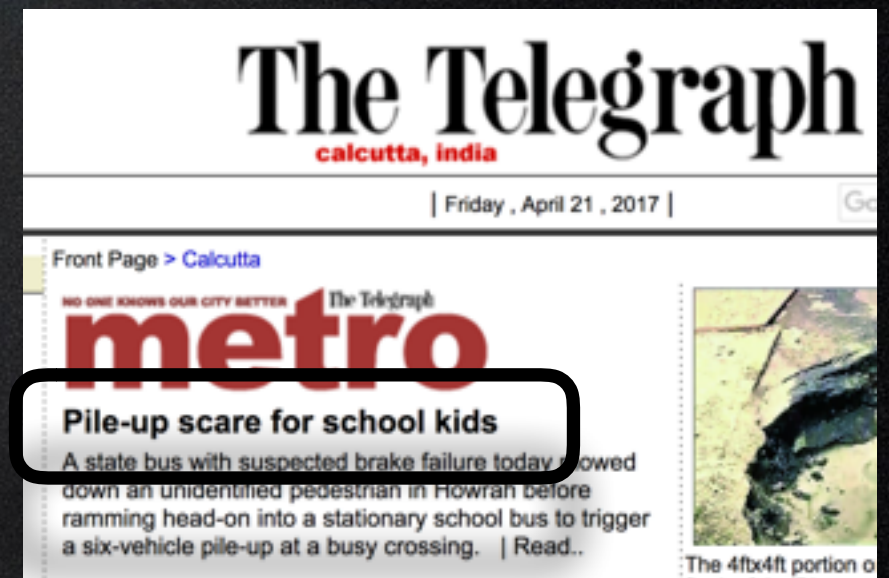 The Telegraph
calcutta, india
| Friday , April 21 , 2017 |
Front Page > Calcutta
NO ONE KNOWS OUR CITY BETTER The Telegraph
metro
Pile-up scare for school kids
A state bus with suspected brake failure today mowed
down an unidentified pedestrian in Howrah before
ramming head-on into a stationary school bus to trigger
a six-vehicle pile-up at a busy crossing. | Read..
The 4ftx4ft portion